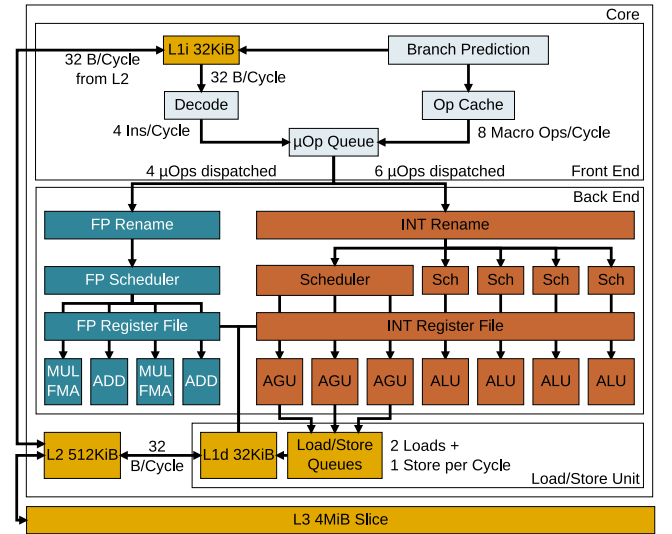 Core
32 B/Cycle
from L2
L1i 32KiB
Branch Prediction
32 B/Cycle
Decode
Op Cache
4 Ins/Cycle
8 Macro Ops/Cycle
µOp Queue
4 µOps dispatched
6 µOps dispatched
Front End
Back End
FP Rename
INT Rename
FP Scheduler
Scheduler
Sch
Sch
Sch
Sch
FP Register File
INT Register File
MUL
FMA
ADD
MUL
FMA
ADD
AGU
AGU
AGU
ALU
ALU
ALU
ALU
L2 512KiB
32
B/Cycle
L1d 32KiB
Load/Store
Queues
2 Loads +
1 Store per Cycle
Load/Store Unit
L3 4MiB Slice